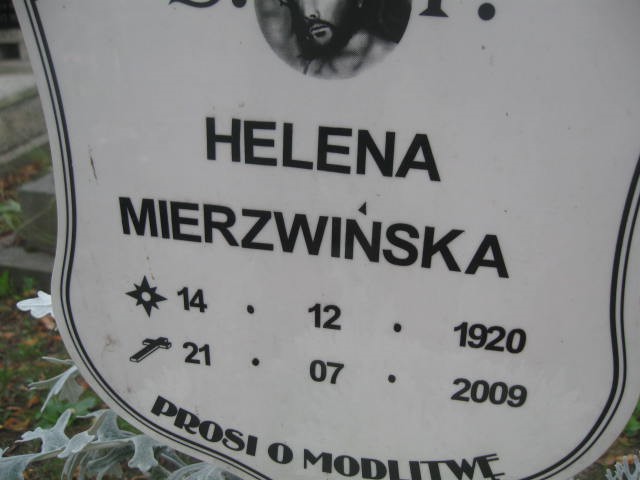 Ś. P.
HELENA
MIERZWIŃSKA
14 . 12 . 1920
21 . 07 . 2009
PROSI O MODLITWĘ